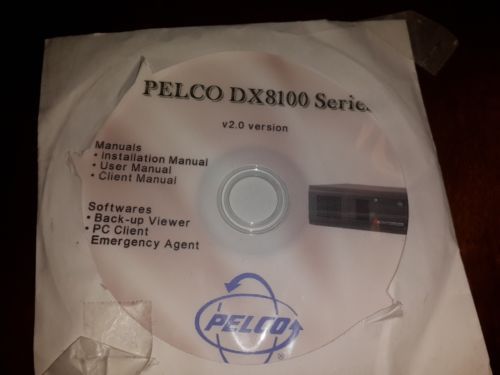 PELCO DX8100 Series
v2.0 version
Manuals
• Installation Manual
• User Manual
• Client Manual
Softwares
• Back-up Viewer
• PC Client
Emergency Agent
PELCO
®